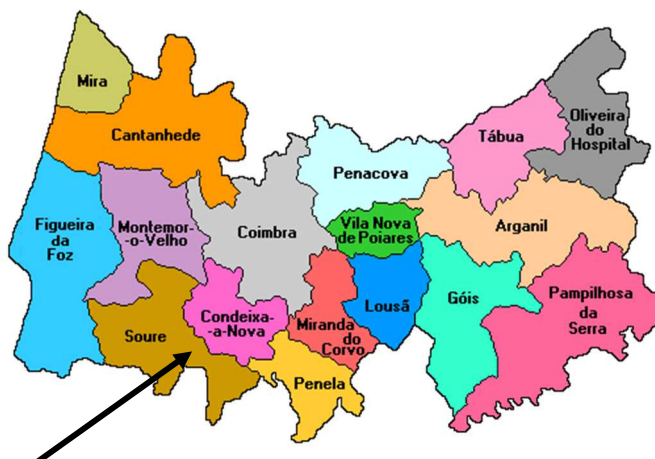 Mira
Cantanhede
Oliveira
do
Hospital
Tábua
Penacova
Figueira
da
Foz
Montemor-
-o-Velho
Coimbra
Vila Nova
de Poiares
Arganil
Soure
Condeixa-
-a-Nova
Miranda
do
Corvo
Lousã
Góis
Pampilhosa
da
Serra
Penela